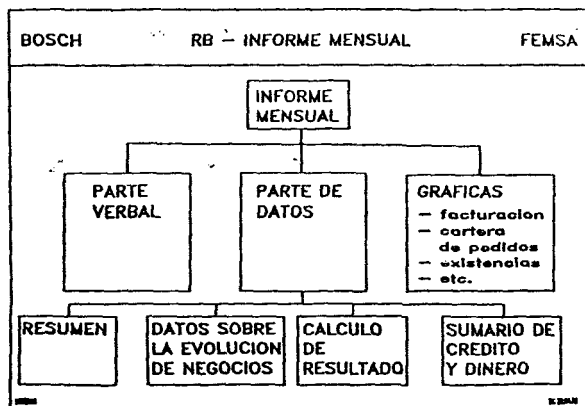 BOSCH RB – INFORME MENSUAL FEMSA
INFORME
MENSUAL
PARTE
VERBAL
PARTE DE
DATOS
GRAFICAS
– facturacion
– cartera
de pedidos
– existencias
– etc.
RESUMEN
DATOS SOBRE
LA EVOLUCION
DE NEGOCIOS
CALCULO
DE
RESULTADO
SUMARIO DE
CREDITO
Y DINERO